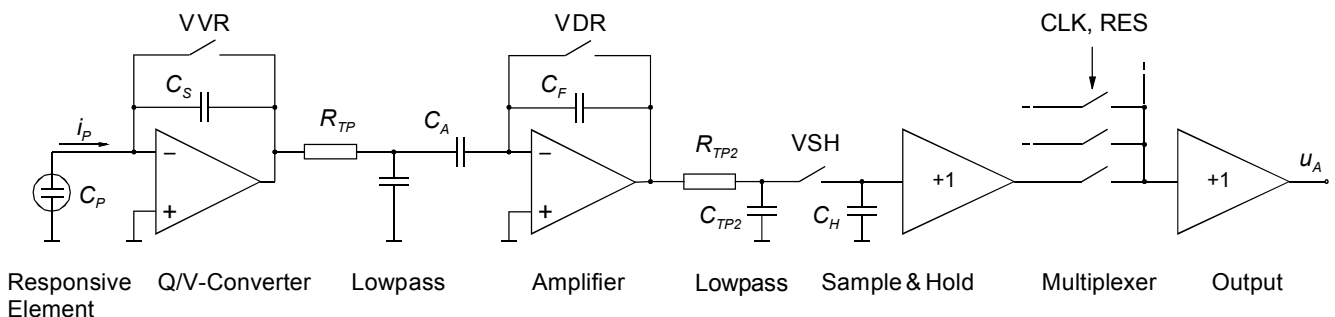 VVR
VDR
CLK, RES
C_S
C_F
R_TP
C_A
i_P
R_TP2
VSH
u_A
−
−
+1
+1
C_P
+
+
C_TP2
C_H
Responsive Element
Q/V-Converter
Lowpass
Amplifier
Lowpass
Sample & Hold
Multiplexer
Output